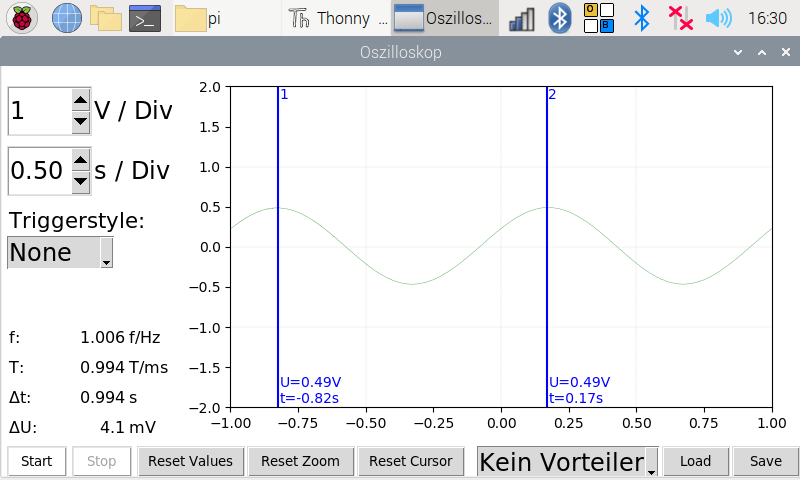 pi Thonny ... Oszillos... 16:30
Oszilloskop
1 V / Div
0.50 s / Div
Triggerstyle:
None
f: 1.006 f/Hz
T: 0.994 T/ms
Δt: 0.994 s
ΔU: 4.1 mV
2.0
1.5
1.0
0.5
0.0
−0.5
−1.0
−1.5
−2.0
1
2
U=0.49V
t=-0.82s
U=0.49V
t=0.17s
−1.00 −0.75 −0.50 −0.25 0.00 0.25 0.50 0.75 1.00
Start Stop Reset Values Reset Zoom Reset Cursor Kein Vorteiler Load Save